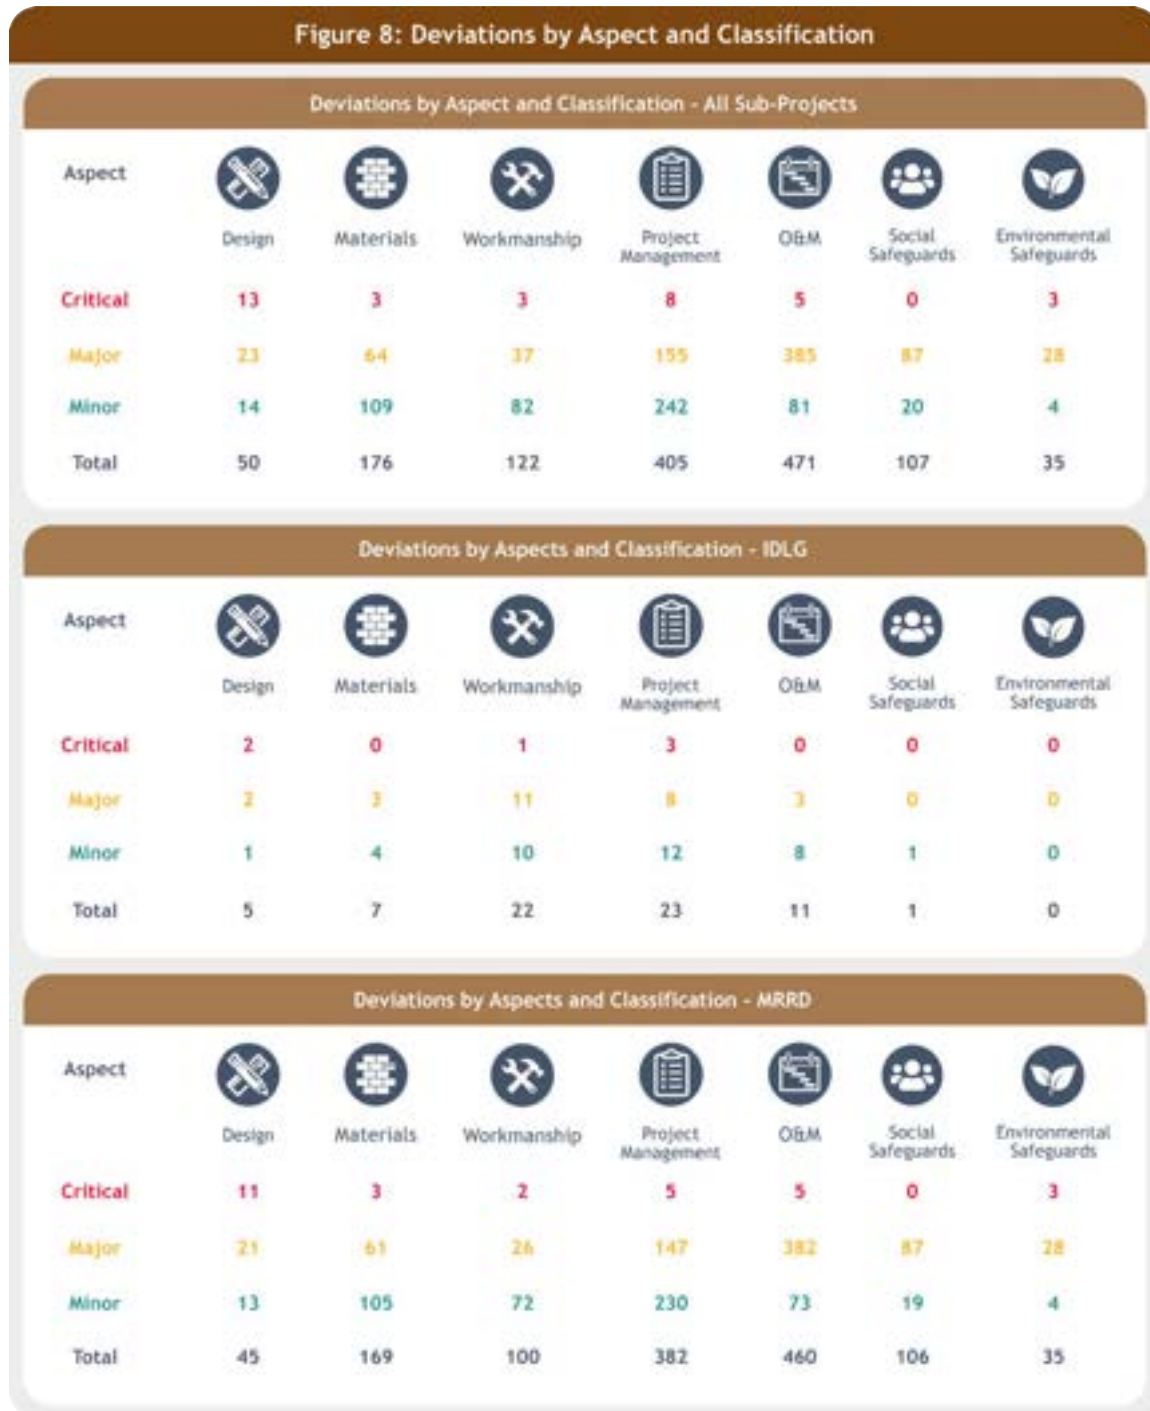 Figure 8: Deviations by Aspect and Classification
Deviations by Aspect and Classification - All Sub-Projects
Aspect
Design Materials Workmanship Project Management O&M Social Safeguards Environmental Safeguards
Critical 13 3 3 8 5 0 3
Major 23 64 37 155 385 87 28
Minor 14 109 82 242 81 20 4
Total 50 176 122 405 471 107 35
Deviations by Aspects and Classification - IDLG
Aspect
Design Materials Workmanship Project Management O&M Social Safeguards Environmental Safeguards
Critical 2 0 1 3 0 0 0
Major 2 3 11 8 3 0 0
Minor 1 4 10 12 8 1 0
Total 5 7 22 23 11 1 0
Deviations by Aspects and Classification - MRRD
Aspect
Design Materials Workmanship Project Management O&M Social Safeguards Environmental Safeguards
Critical 11 3 2 5 5 0 3
Major 21 61 26 147 382 87 28
Minor 13 105 72 230 73 19 4
Total 45 169 100 382 460 106 35